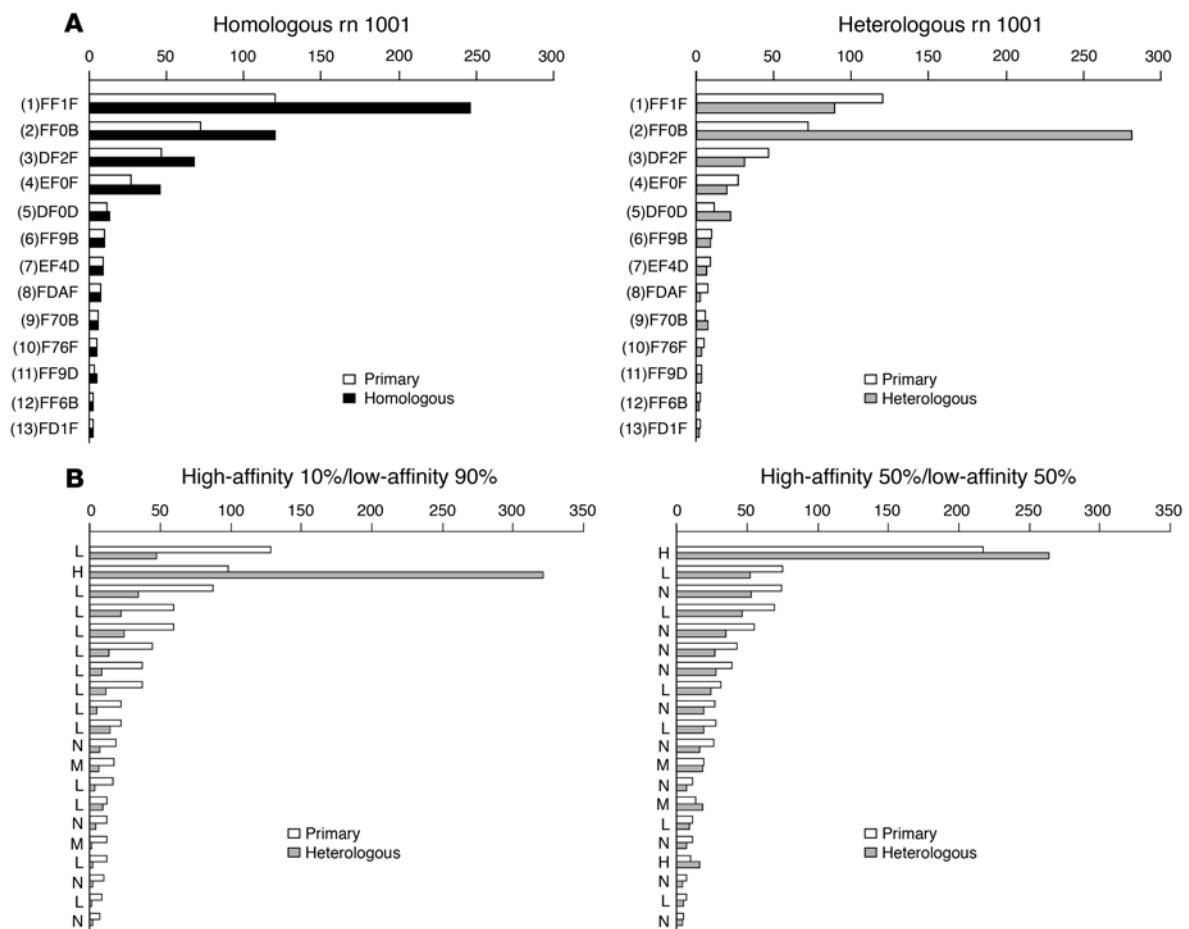 A
Homologous rn 1001
0 50 100 150 200 250 300
(1)FF1F
(2)FF0B
(3)DF2F
(4)EF0F
(5)DF0D
(6)FF9B
(7)EF4D
(8)FDAF
(9)F70B
(10)F76F
(11)FF9D
(12)FF6B
(13)FD1F
Primary
Homologous
Heterologous rn 1001
0 50 100 150 200 250 300
(1)FF1F
(2)FF0B
(3)DF2F
(4)EF0F
(5)DF0D
(6)FF9B
(7)EF4D
(8)FDAF
(9)F70B
(10)F76F
(11)FF9D
(12)FF6B
(13)FD1F
Primary
Heterologous
B
High-affinity 10%/low-affinity 90%
0 50 100 150 200 250 300 350
L
H
L
L
L
L
L
L
L
L
N
M
L
L
N
M
L
N
L
N
Primary
Heterologous
High-affinity 50%/low-affinity 50%
0 50 100 150 200 250 300 350
H
L
N
L
N
N
N
L
N
L
N
M
N
M
L
N
H
N
L
N
Primary
Heterologous